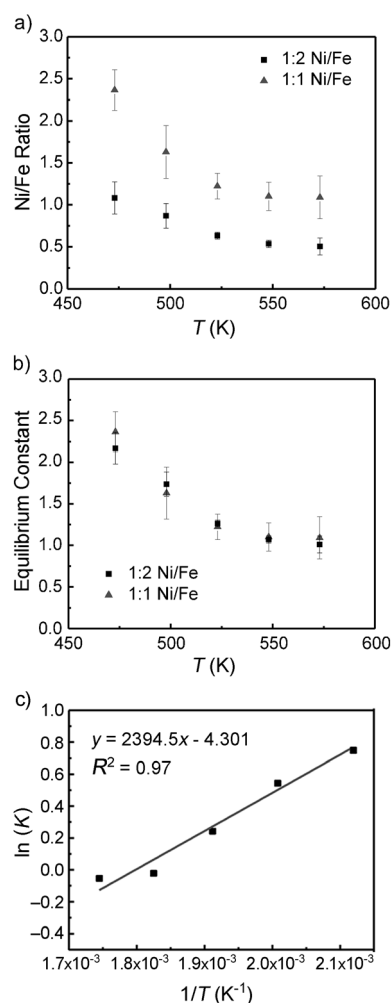 a)
1:2 Ni/Fe
1:1 Ni/Fe
3.0
2.5
2.0
1.5
1.0
0.5
0.0
Ni/Fe Ratio
450 500 550 600
T (K)
b)
3.0
2.5
2.0
1.5
1.0
0.5
0.0
Equilibrium Constant
1:2 Ni/Fe
1:1 Ni/Fe
450 500 550 600
T (K)
c)
y = 2394.5x - 4.301
R² = 0.97
1.0
0.8
0.6
0.4
0.2
0.0
–0.2
–0.4
ln (K)
1.7x10⁻³ 1.8x10⁻³ 1.9x10⁻³ 2.0x10⁻³ 2.1x10⁻³
1/T (K⁻¹)